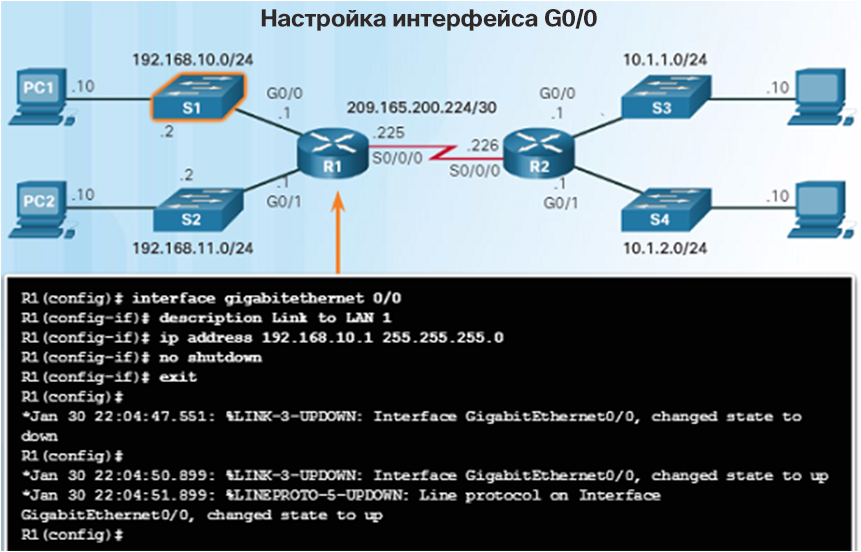 Настройка интерфейса G0/0
192.168.10.0/24
10.1.1.0/24
PC1
.10
S1
G0/0
.1
.2
209.165.200.224/30
G0/0
.1
S3
.10
.225
.226
R1
S0/0/0
S0/0/0
R2
PC2
.10
.2
S2
.1
G0/1
.1
G0/1
S4
.10
192.168.11.0/24
10.1.2.0/24
R1(config)# interface gigabitethernet 0/0
R1(config-if)# description Link to LAN 1
R1(config-if)# ip address 192.168.10.1 255.255.255.0
R1(config-if)# no shutdown
R1(config-if)# exit
R1(config)#
*Jan 30 22:04:47.551: %LINK-3-UPDOWN: Interface GigabitEthernet0/0, changed state to
down
R1(config)#
*Jan 30 22:04:50.899: %LINK-3-UPDOWN: Interface GigabitEthernet0/0, changed state to up
*Jan 30 22:04:51.899: %LINEPROTO-5-UPDOWN: Line protocol on Interface
GigabitEthernet0/0, changed state to up
R1(config)#